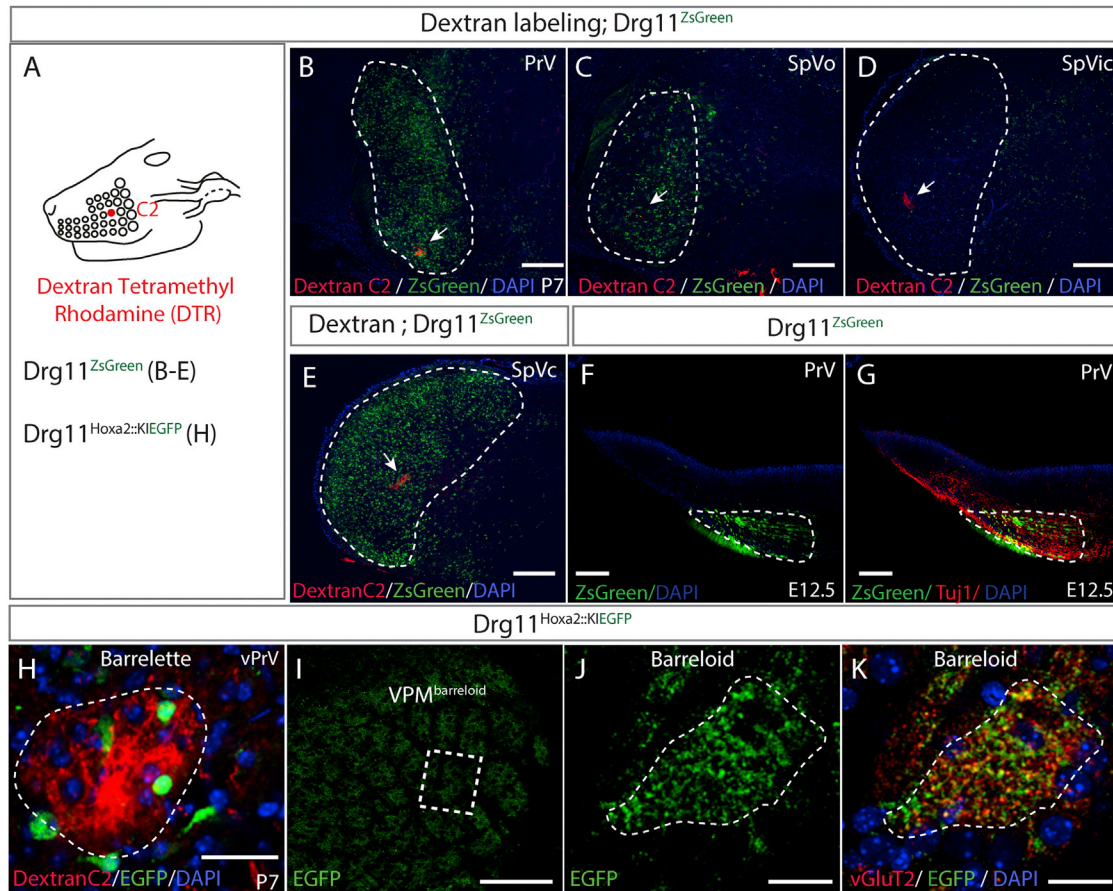 Dextran labeling; Drg11ZsGreen
A
C2
Dextran Tetramethyl
Rhodamine (DTR)
Drg11ZsGreen (B-E)
Drg11Hoxa2::KIEGFP (H)
B
PrV
Dextran C2 / ZsGreen/ DAPI P7
C
SpVo
Dextran C2 / ZsGreen / DAPI
D
SpVic
Dextran C2 / ZsGreen / DAPI
Dextran ; Drg11ZsGreen
Drg11ZsGreen
E
SpVc
DextranC2/ZsGreen/DAPI
F
PrV
ZsGreen/DAPI
E12.5
G
PrV
ZsGreen/ Tuj1/ DAPI
E12.5
Drg11Hoxa2::KIEGFP
H
Barrelette
vPrV
DextranC2/EGFP/DAPI
P7
I
VPMbarreloid
EGFP
J
Barreloid
EGFP
K
Barreloid
vGluT2/ EGFP / DAPI